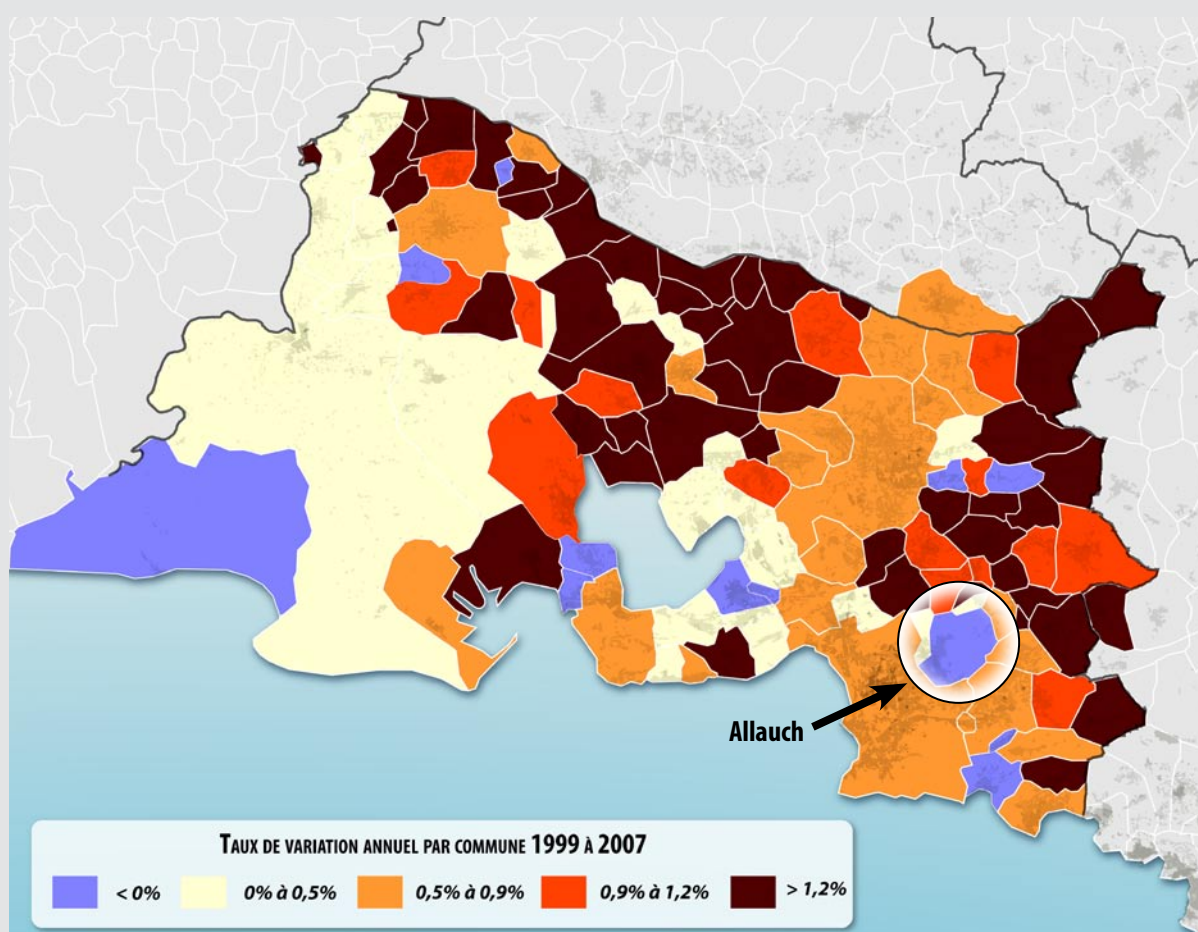 Allauch
TAUX DE VARIATION ANNUEL PAR COMMUNE 1999 À 2007
< 0% 0% à 0,5% 0,5% à 0,9% 0,9% à 1,2% > 1,2%